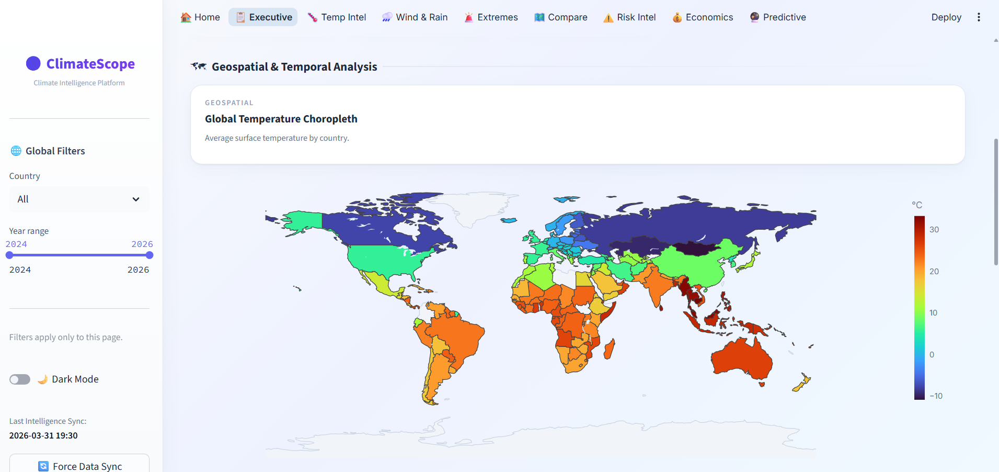 Home
Executive
Temp Intel
Wind & Rain
Extremes
Compare
Risk Intel
Economics
Predictive
Deploy
ClimateScope
Climate Intelligence Platform
Global Filters
Country
All
Year range
2024 2026
2024 2026
Filters apply only to this page.
Dark Mode
Last Intelligence Sync:
2026-03-31 19:30
Force Data Sync
Geospatial & Temporal Analysis
GEOSPATIAL
Global Temperature Choropleth
Average surface temperature by country.
°C
30
20
10
0
−10